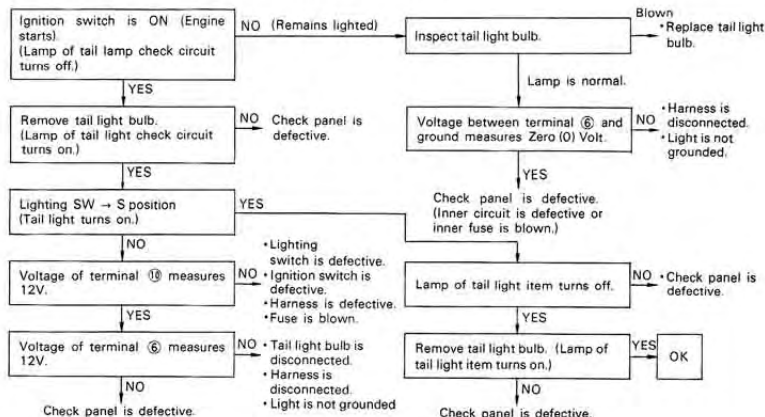 Ignition switch is ON (Engine
starts).
(Lamp of tail lamp check circuit
turns off.)
NO (Remains lighted)
Inspect tail light bulb.
Blown
• Replace tail light
bulb.
YES
Lamp is normal.
Remove tail light bulb.
(Lamp of tail light check circuit
turns on.)
NO
Check panel is
defective.
Voltage between terminal ⑥ and
ground measures Zero (0) Volt.
NO
• Harness is
disconnected.
• Light is not
grounded.
YES
YES
Check panel is defective.
(Inner circuit is defective or
inner fuse is blown.)
Lighting SW → S position
(Tail light turns on.)
YES
NO
Voltage of terminal ⑩ measures
12V.
NO
• Lighting
switch is defective.
• Ignition switch is
defective.
• Harness is defective.
• Fuse is blown.
Lamp of tail light item turns off.
NO
• Check panel is
defective.
YES
YES
Voltage of terminal ⑥ measures
12V.
NO
• Tail light bulb is
disconnected.
• Harness is
disconnected.
• Light is not grounded
Remove tail light bulb. (Lamp of
tail light item turns on.)
YES
OK
NO
Check panel is defective.
NO
Check panel is defective.